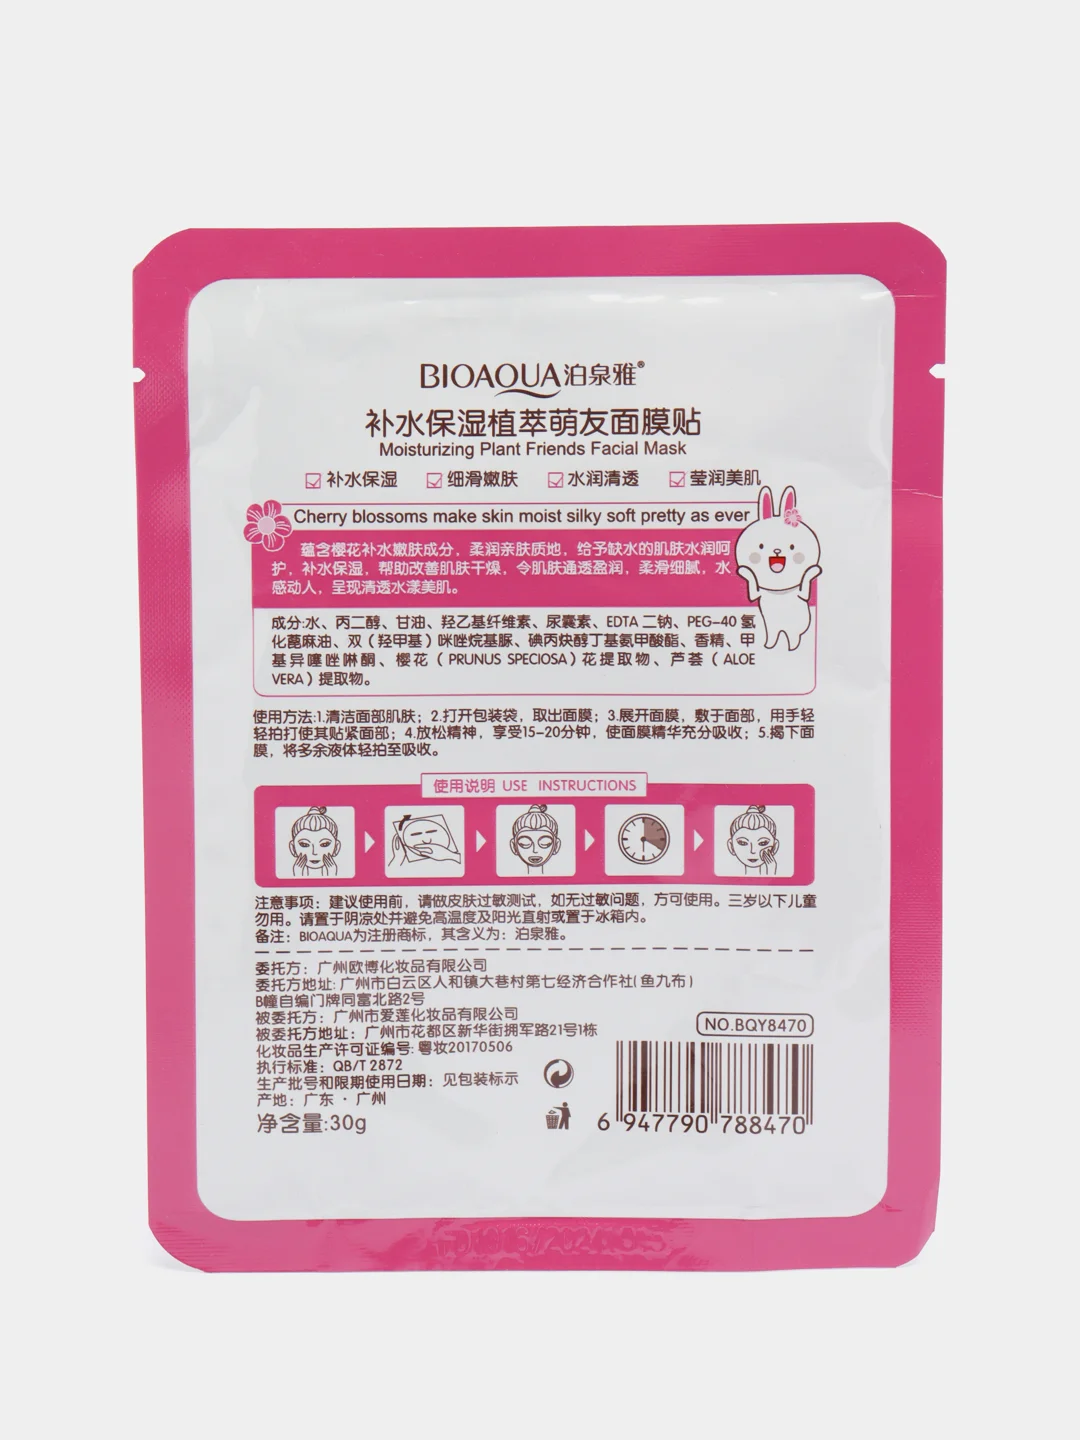 BIOAQUA泊泉雅®
补水保湿植萃萌友面膜贴
Moisturizing Plant Friends Facial Mask
补水保湿 细滑嫩肤 水润清透 莹润美肌
Cherry blossoms make skin moist silky soft pretty as ever
蕴含樱花补水嫩肤成分，柔润亲肤质地，给予缺水的肌肤水润呵
护，补水保湿，帮助改善肌肤干燥，令肌肤通透盈润，柔滑细腻，水
感动人，呈现清透水漾美肌。
成分:水、丙二醇、甘油、羟乙基纤维素、尿囊素、EDTA 二钠、PEG-40 氢
化蓖麻油、双（羟甲基）咪唑烷基脲、碘丙炔醇丁基氨甲酸酯、香精、甲
基异噻唑啉酮、樱花（PRUNUS SPECIOSA）花提取物、芦荟（ALOE
VERA）提取物。
使用方法:1.清洁面部肌肤；2.打开包装袋，取出面膜；3.展开面膜，敷于面部，用手轻
轻拍打使其贴紧面部；4.放松精神，享受15-20分钟，使面膜精华充分吸收；5.揭下面
膜，将多余液体轻拍至吸收。
使用说明 USE INSTRUCTIONS
注意事项：建议使用前，请做皮肤过敏测试，如无过敏问题，方可使用。三岁以下儿童
勿用。请置于阴凉处并避免高温度及阳光直射或置于冰箱内。
备注：BIOAQUA为注册商标，其含义为：泊泉雅。
委托方：广州欧博化妆品有限公司
委托方地址:广州市白云区人和镇大巷村第七经济合作社(鱼九布)
B幢自编门牌同富北路2号
被委托方：广州市爱莲化妆品有限公司
被委托方地址：广州市花都区新华街拥军路21号1栋
化妆品生产许可证编号:粤妆20170506
执行标准：QB/T 2872
生产批号和限期使用日期：见包装标示
产地：广东·广州
净含量:30g
NO.BQY8470
6 947790 788470